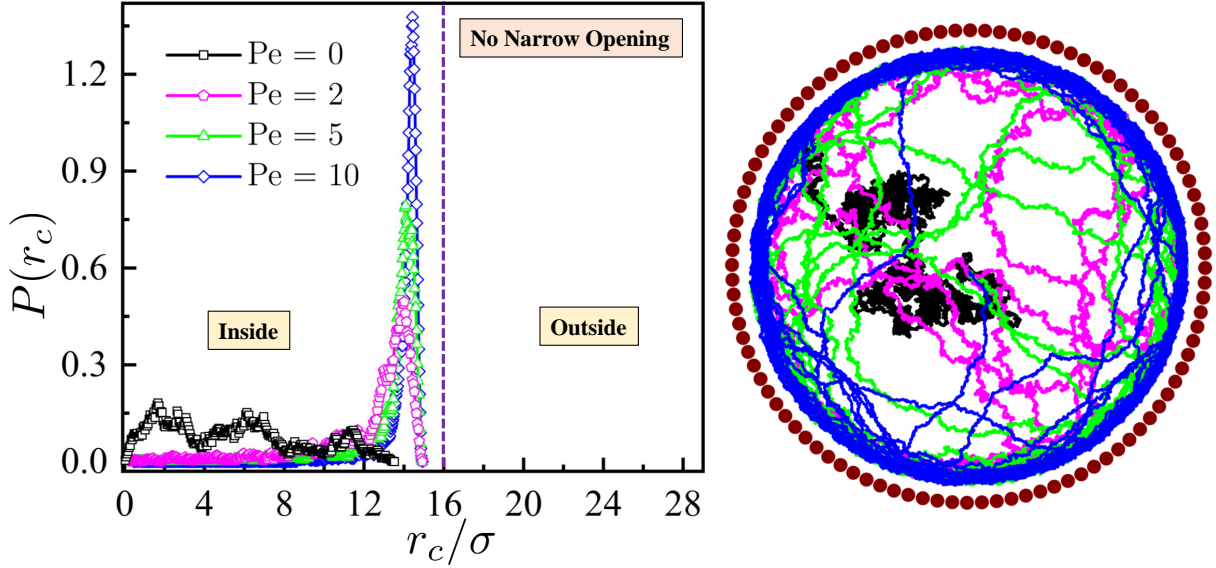 No Narrow Opening
Pe = 0
Pe = 2
Pe = 5
Pe = 10
1.2
0.9
0.6
0.3
0.0
P(r_c)
Inside
Outside
0 4 8 12 16 20 24 28
r_c/σ